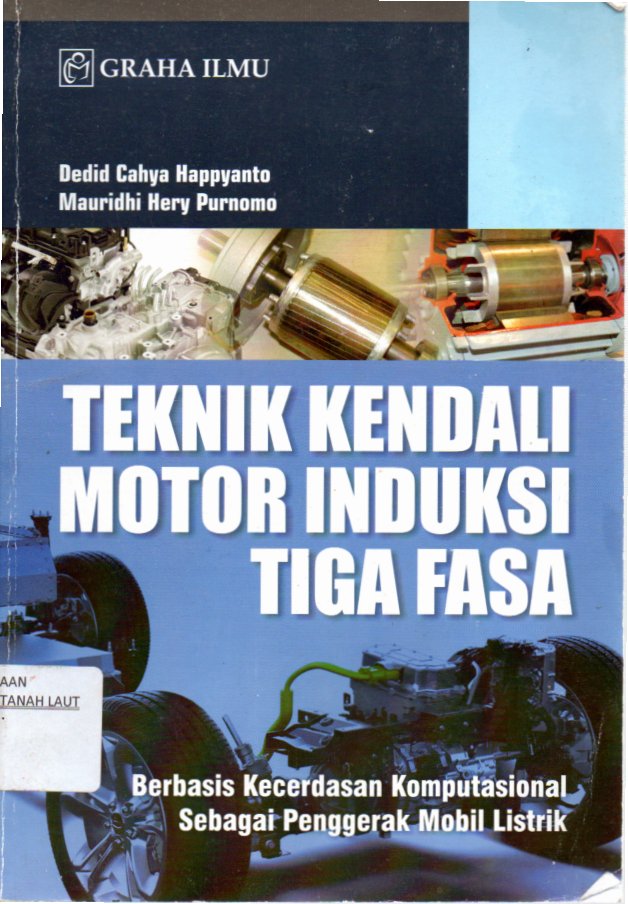 GRAHA ILMU
Dedid Cahya Happyanto
Mauridhi Hery Purnomo
TEKNIK KENDALI
MOTOR INDUKSI
TIGA FASA
AAN
TANAH LAUT
Berbasis Kecerdasan Komputasional
Sebagai Penggerak Mobil Listrik